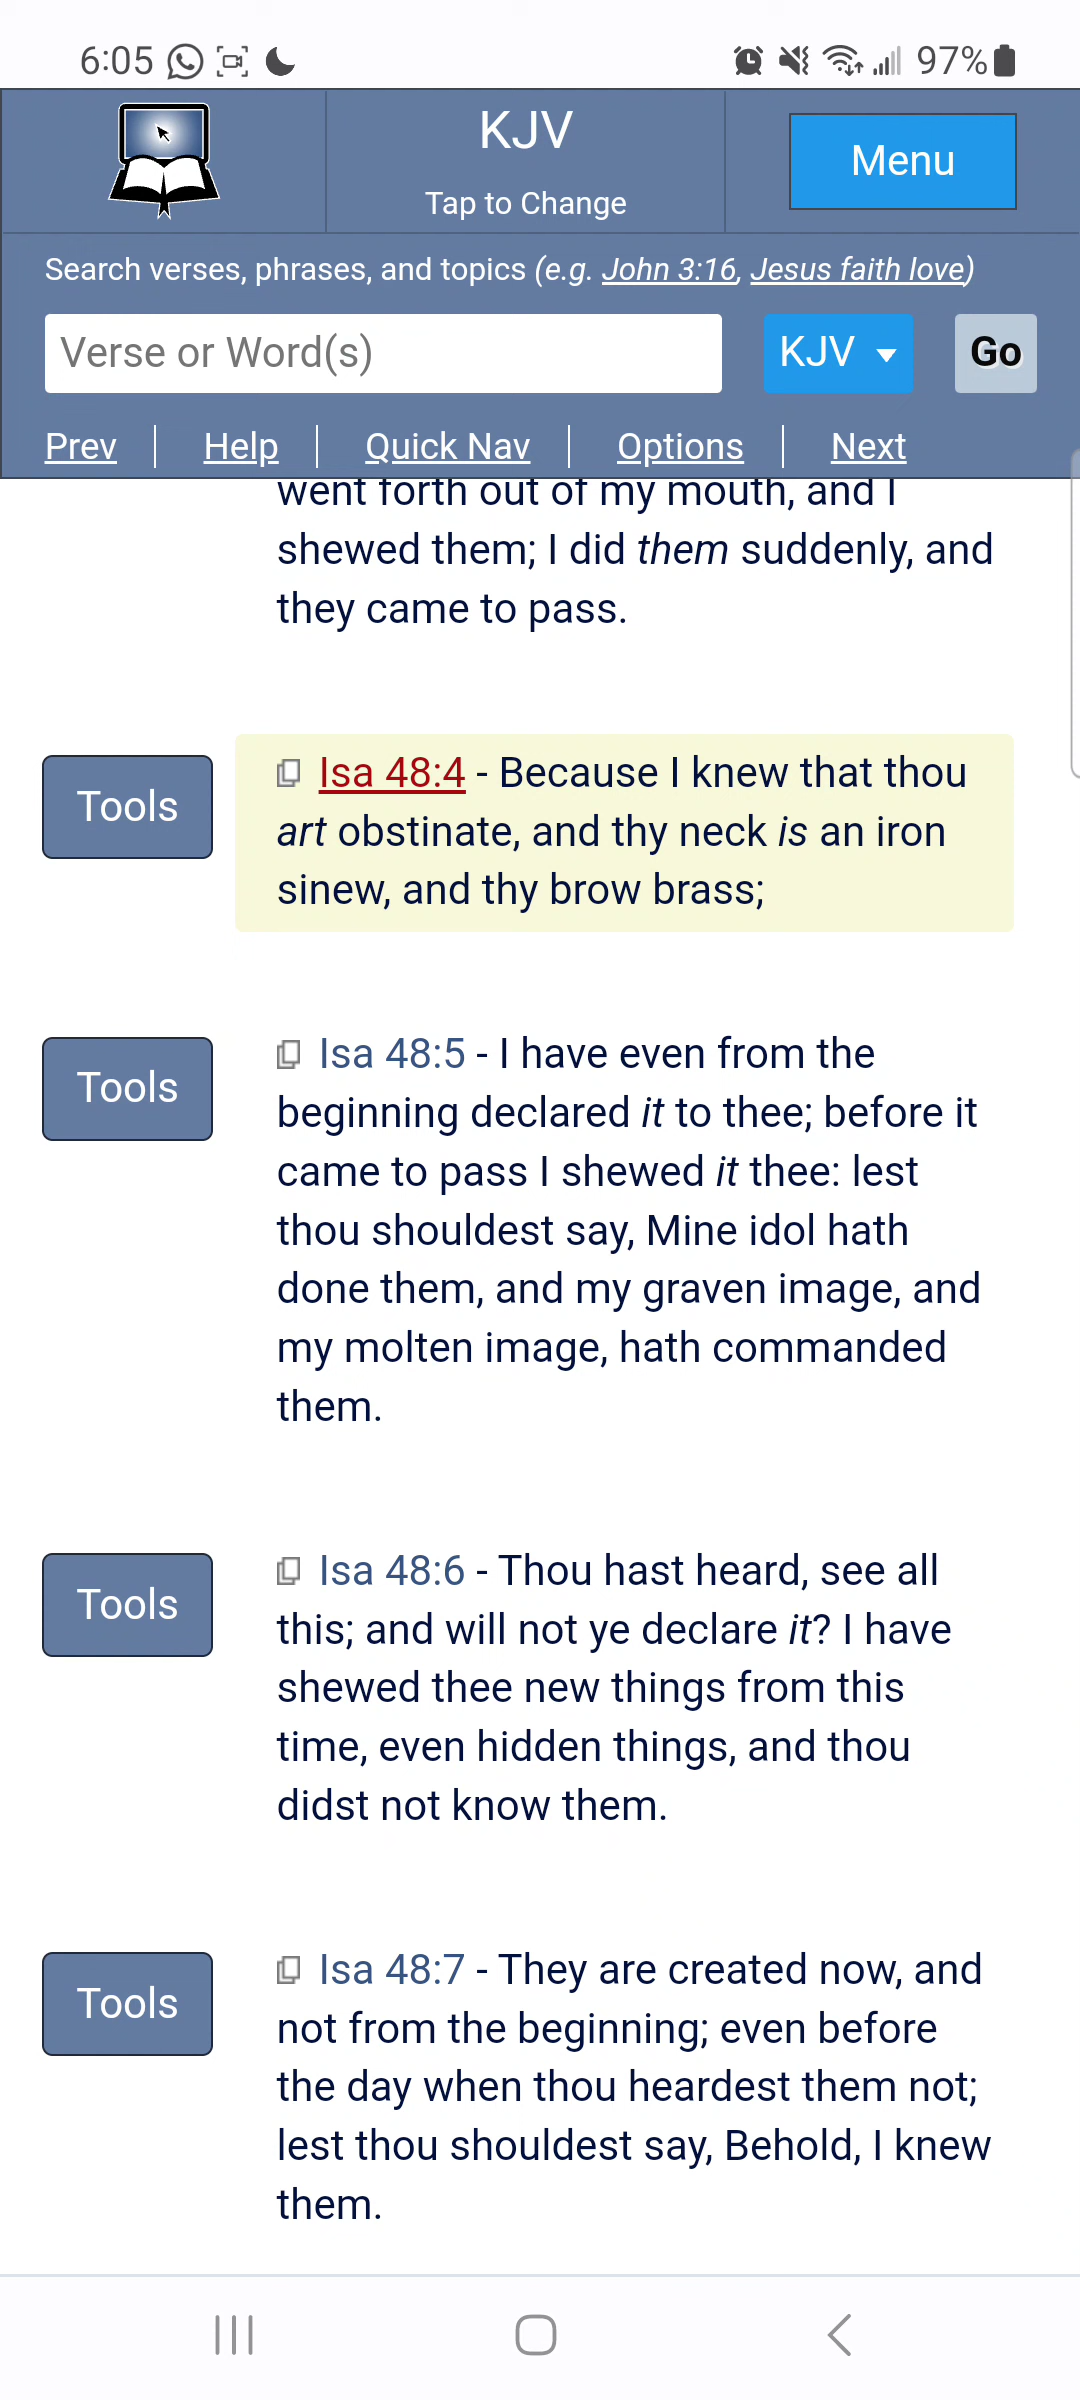 6:05
97%
KJV
Tap to Change
Menu
Search verses, phrases, and topics (e.g. John 3:16, Jesus faith love)
Verse or Word(s)
KJV
Go
Prev
Help
Quick Nav
Options
Next
went forth out of my mouth, and I
shewed them; I did them suddenly, and
they came to pass.
Tools
Isa 48:4 - Because I knew that thou
art obstinate, and thy neck is an iron
sinew, and thy brow brass;
Tools
Isa 48:5 - I have even from the
beginning declared it to thee; before it
came to pass I shewed it thee: lest
thou shouldest say, Mine idol hath
done them, and my graven image, and
my molten image, hath commanded
them.
Tools
Isa 48:6 - Thou hast heard, see all
this; and will not ye declare it? I have
shewed thee new things from this
time, even hidden things, and thou
didst not know them.
Tools
Isa 48:7 - They are created now, and
not from the beginning; even before
the day when thou heardest them not;
lest thou shouldest say, Behold, I knew
them.